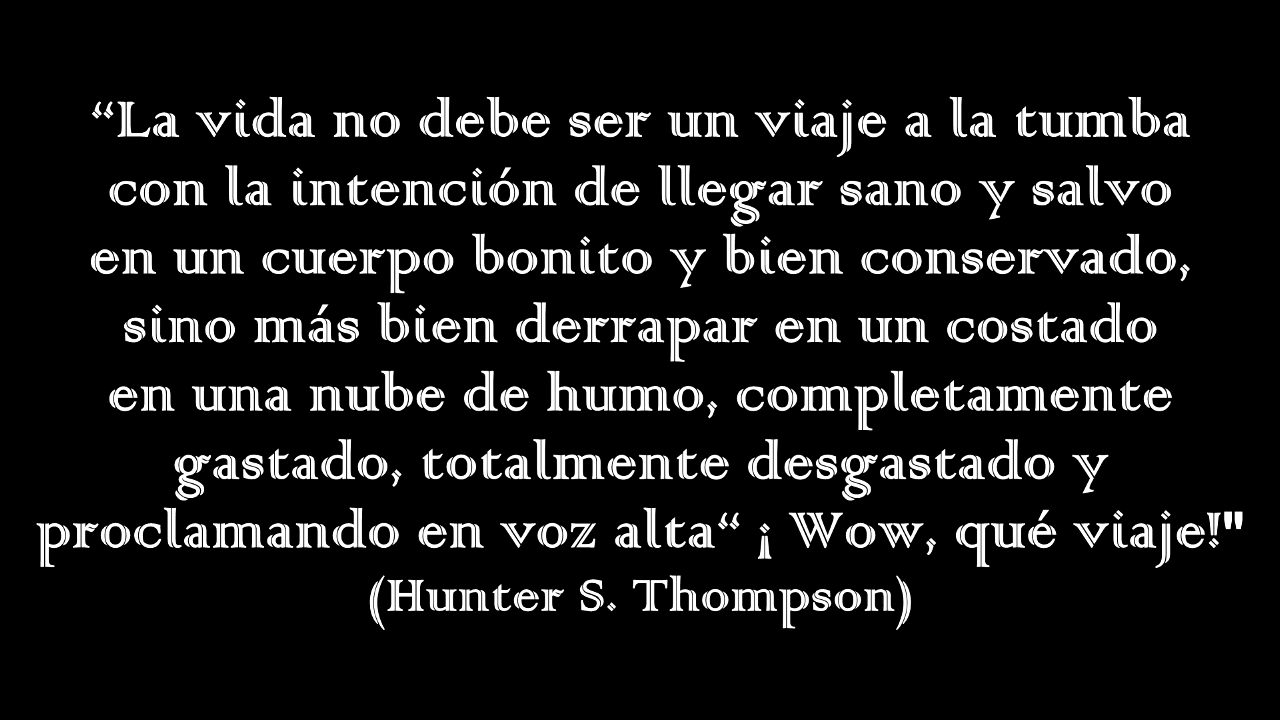 “La vida no debe ser un viaje a la tumba
con la intención de llegar sano y salvo
en un cuerpo bonito y bien conservado,
sino más bien derrapar en un costado
en una nube de humo, completamente
gastado, totalmente desgastado y
proclamando en voz alta“ ¡ Wow, qué viaje!"
(Hunter S. Thompson)